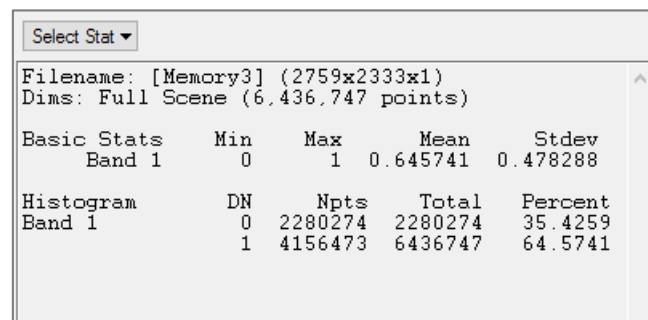 Select Stat
Filename: [Memory3] (2759x2333x1)
Dims: Full Scene (6,436,747 points)
Basic Stats Min Max Mean Stdev
Band 1 0 1 0.645741 0.478288
Histogram DN Npts Total Percent
Band 1 0 2280274 2280274 35.4259
1 4156473 6436747 64.5741